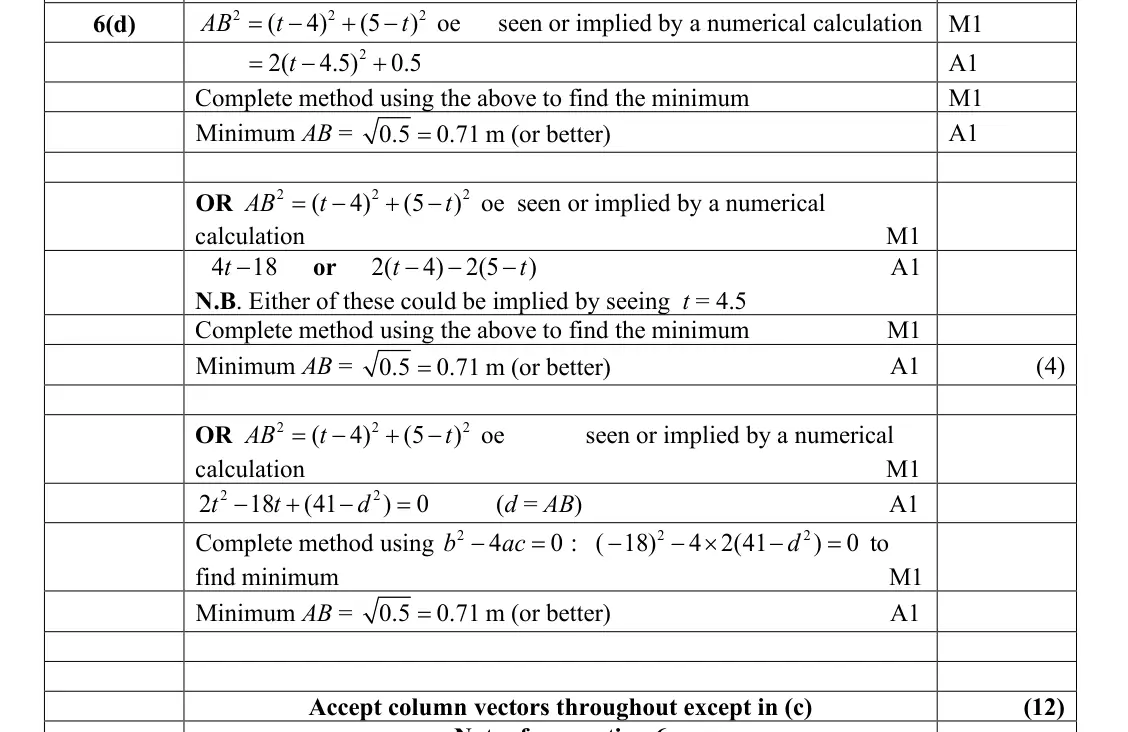 6(d) AB² = (t − 4)² + (5 − t)² oe seen or implied by a numerical calculation M1
= 2(t − 4.5)² + 0.5 A1
Complete method using the above to find the minimum M1
Minimum AB = √0.5 = 0.71 m (or better) A1
OR AB² = (t − 4)² + (5 − t)² oe seen or implied by a numerical
calculation M1
4t − 18 or 2(t − 4) − 2(5 − t) A1
N.B. Either of these could be implied by seeing t = 4.5
Complete method using the above to find the minimum M1
Minimum AB = √0.5 = 0.71 m (or better) A1 (4)
OR AB² = (t − 4)² + (5 − t)² oe seen or implied by a numerical
calculation M1
2t² − 18t + (41 − d²) = 0 (d = AB) A1
Complete method using b² − 4ac = 0 : (−18)² − 4 × 2(41 − d²) = 0 to
find minimum M1
Minimum AB = √0.5 = 0.71 m (or better) A1
Accept column vectors throughout except in (c) (12)